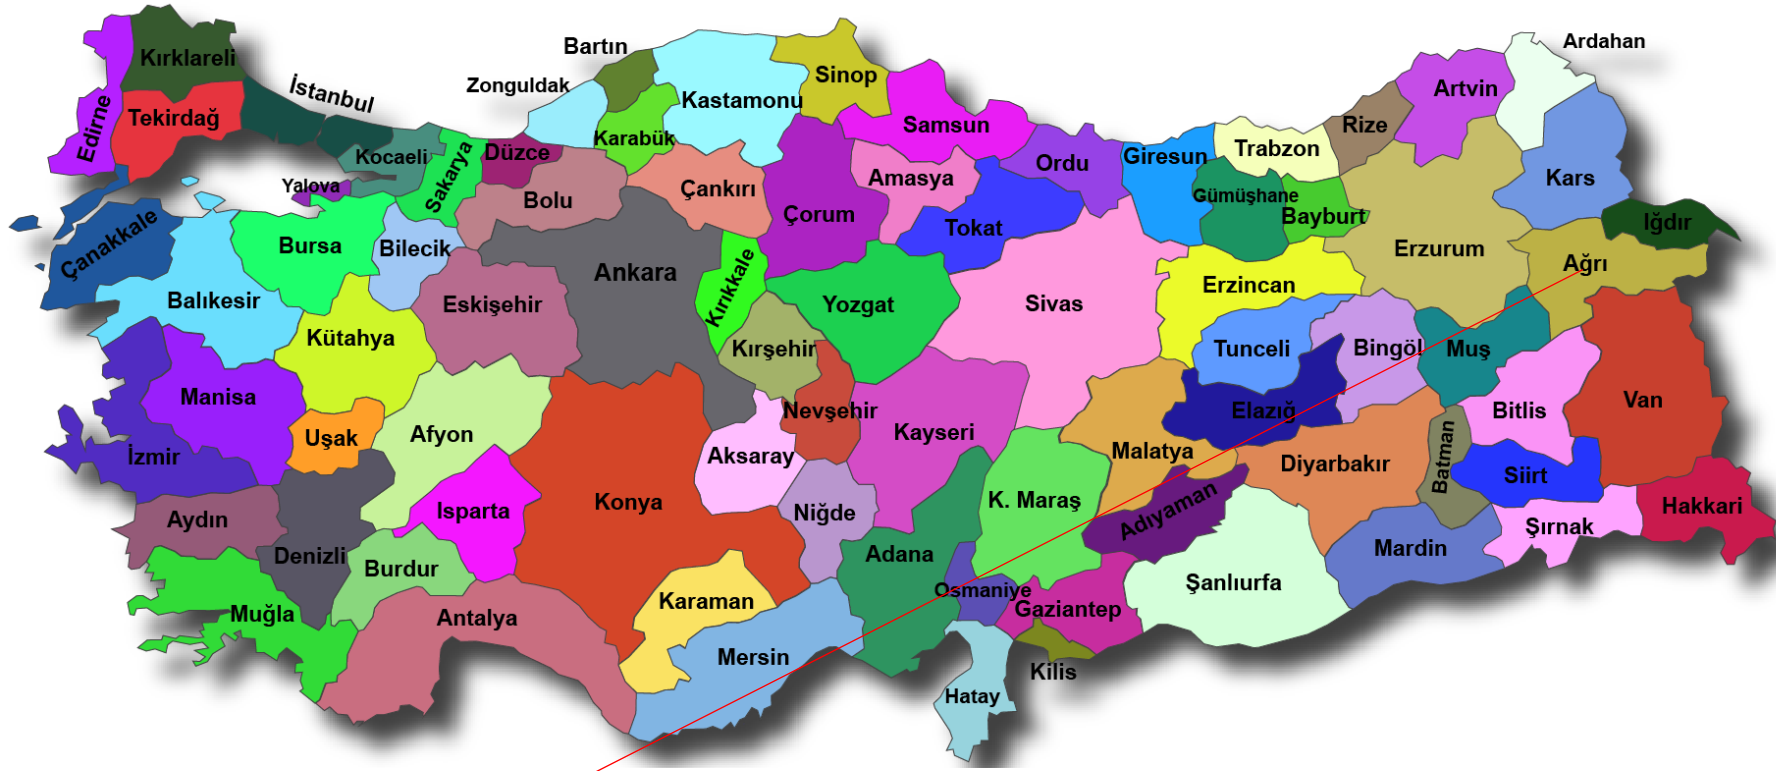 Bartın
Ardahan
Kırklareli
Sinop
Zonguldak
İstanbul
Artvin
Kastamonu
Edirne
Tekirdağ
Samsun
Rize
Karabük
Düzce
Kocaeli
Trabzon
Giresun
Ordu
Sakarya
Amasya
Kars
Yalova
Çankırı
Gümüşhane
Bolu
Çorum
Bayburt
Iğdır
Tokat
Çanakkale
Bursa
Bilecik
Erzurum
Ağrı
Ankara
Erzincan
Kırıkkale
Balıkesir
Eskişehir
Yozgat
Sivas
Kütahya
Kırşehir
Tunceli
Bingöl
Muş
Manisa
Nevşehir
Elazığ
Bitlis
Van
Uşak
Afyon
Kayseri
İzmir
Aksaray
Malatya
Diyarbakır
Batman
Siirt
Konya
K. Maraş
Isparta
Niğde
Adıyaman
Hakkari
Aydın
Şırnak
Denizli
Adana
Mardin
Burdur
Şanlıurfa
Osmaniye
Karaman
Gaziantep
Muğla
Antalya
Mersin
Kilis
Hatay